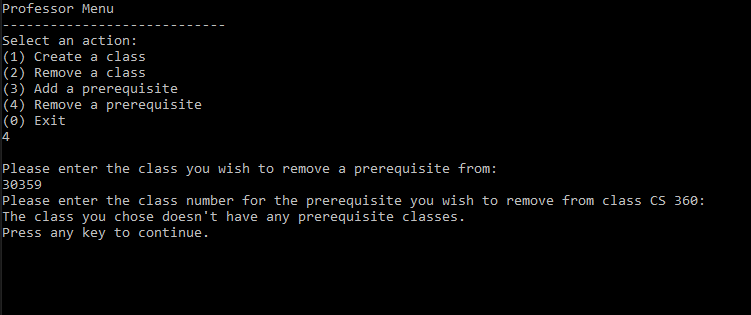 Professor Menu
----------------------------
Select an action:
(1) Create a class
(2) Remove a class
(3) Add a prerequisite
(4) Remove a prerequisite
(0) Exit
4
Please enter the class you wish to remove a prerequisite from:
30359
Please enter the class number for the prerequisite you wish to remove from class CS 360:
The class you chose doesn't have any prerequisite classes.
Press any key to continue.